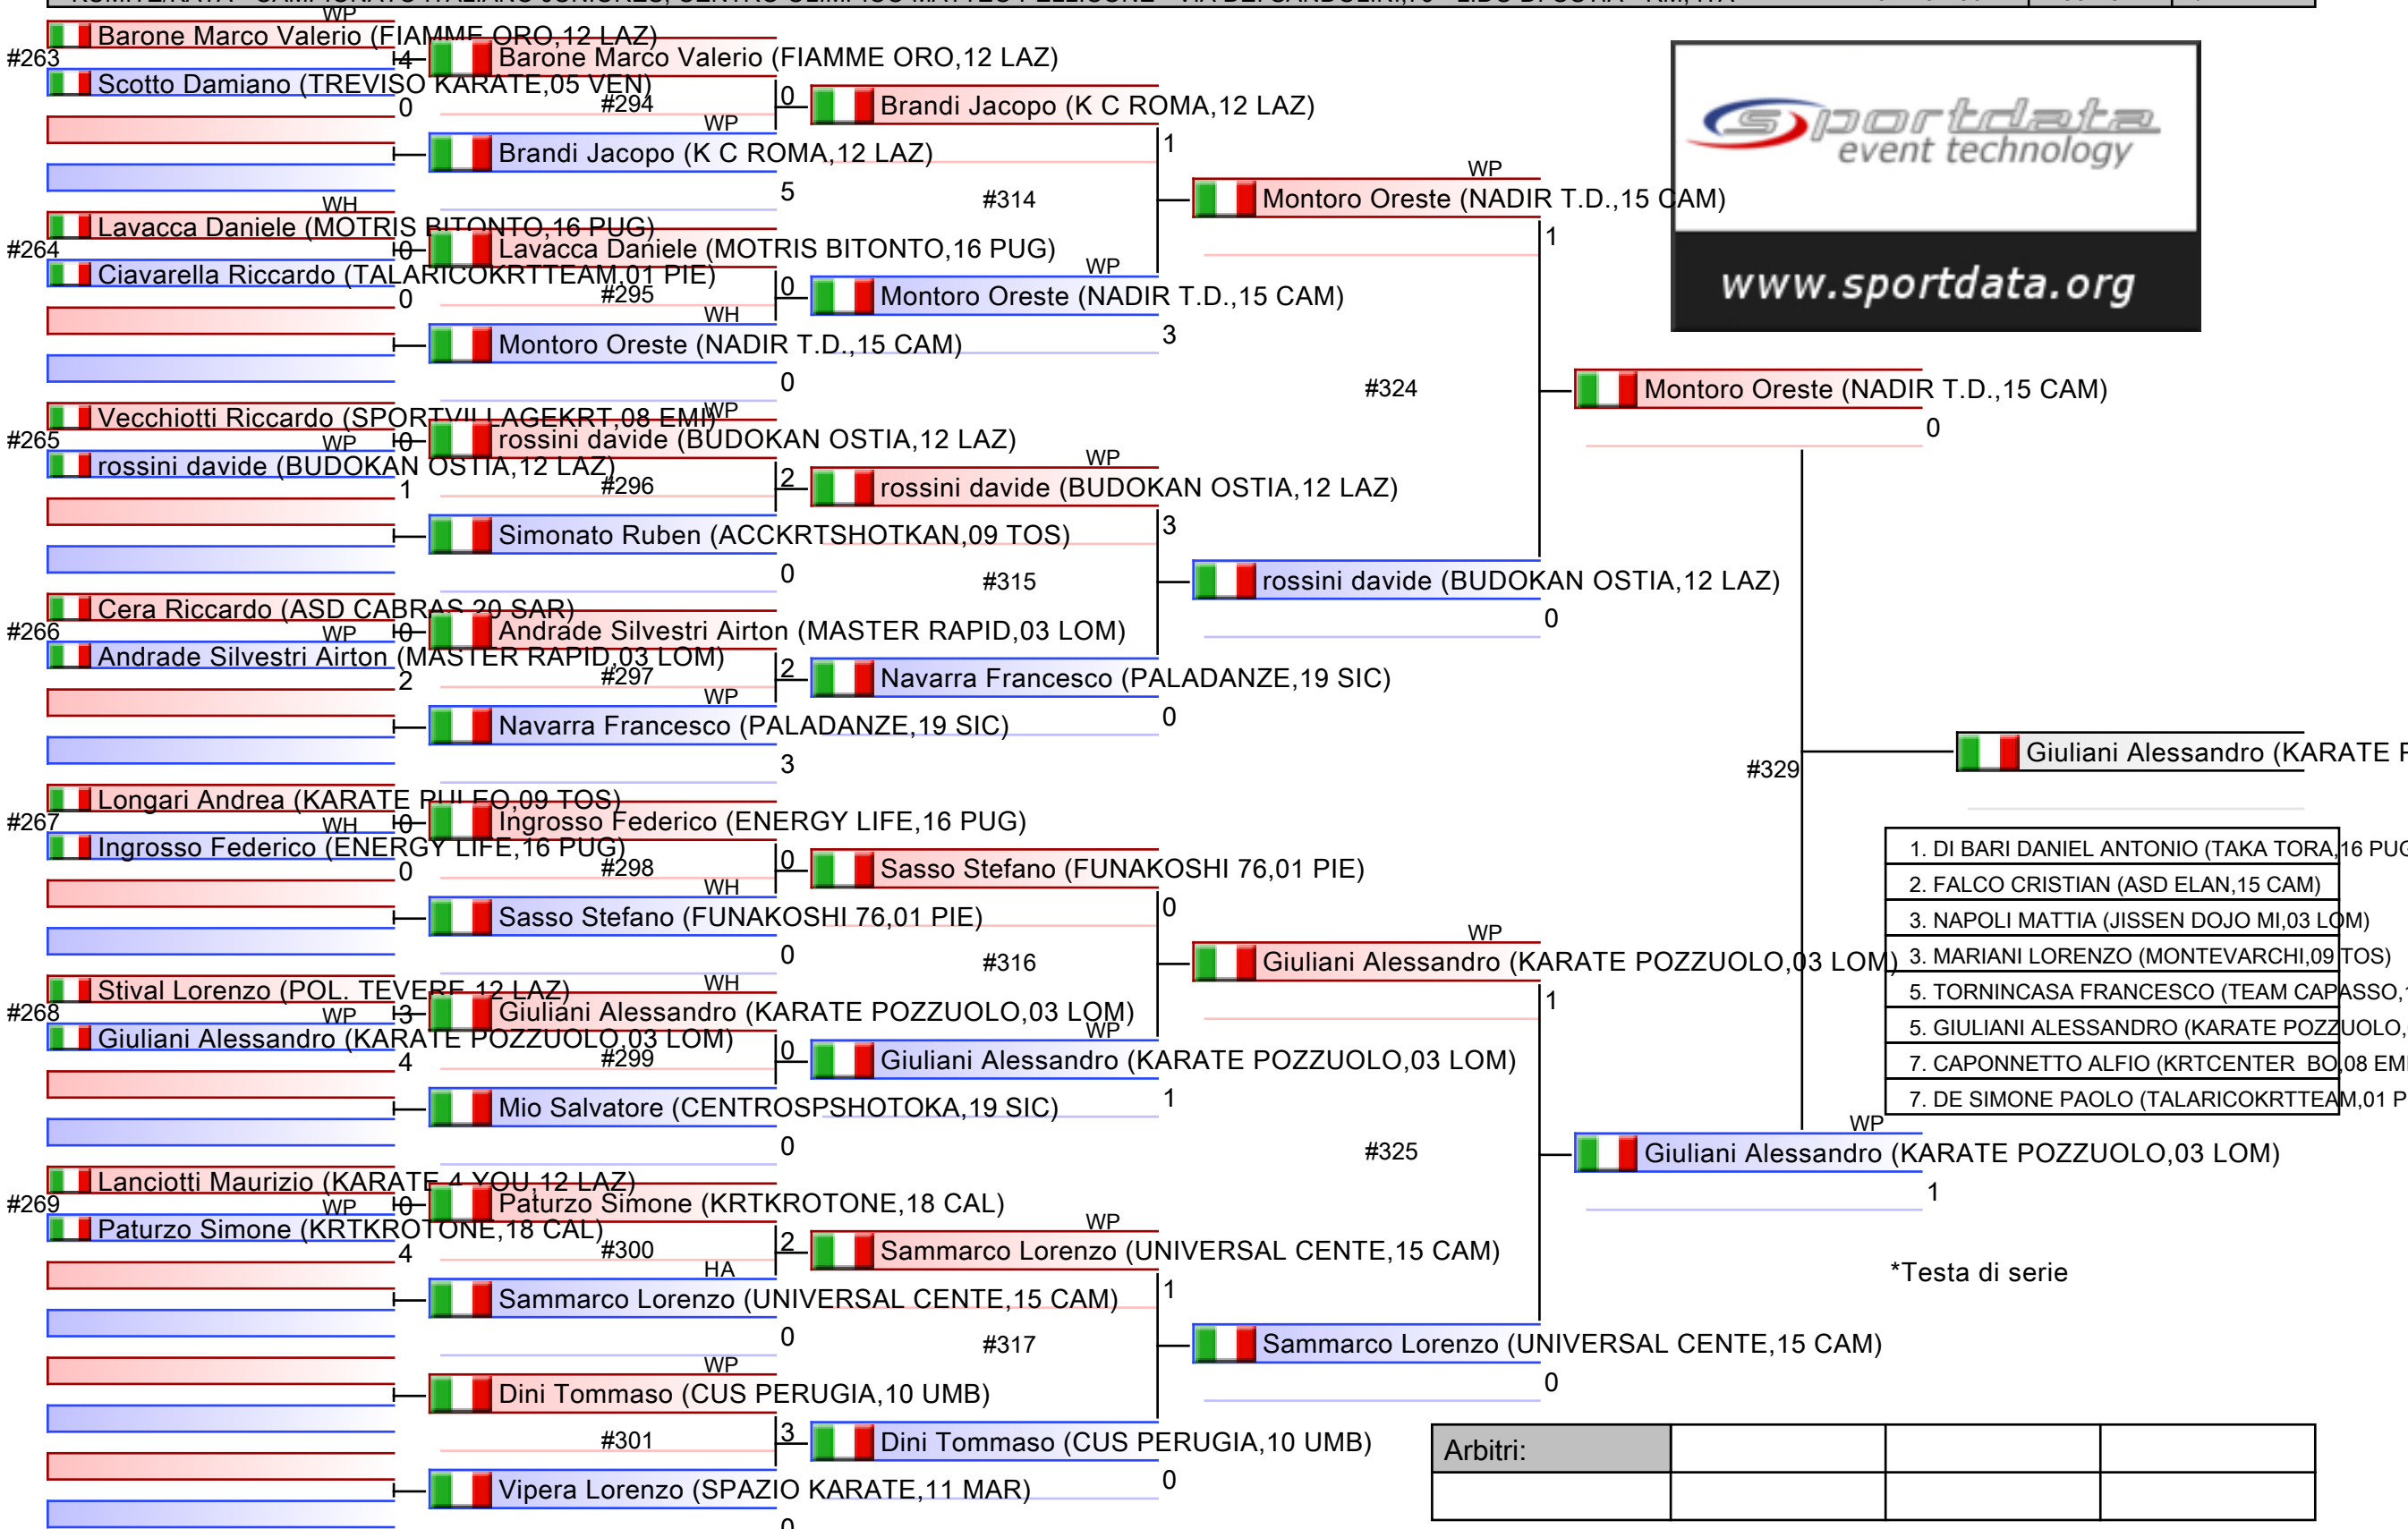 WP
Barone Marco Valerio (FIAMME ORO,12 LAZ)
#263
4
Scotto Damiano (TREVISO KARATE,05 VEN)
0
WH
Lavacca Daniele (MOTRIS BITONTO,16 PUG)
#264
0
Ciavarella Riccardo (TALARICOKRTTEAM,01 PIE)
0
Vecchiotti Riccardo (SPORTVILLAGEKRT,08 EMI)
#265
WP
0
rossini davide (BUDOKAN OSTIA,12 LAZ)
1
Cera Riccardo (ASD CABRAS,20 SAR)
#266
WP
0
Andrade Silvestri Airton (MASTER RAPID,03 LOM)
2
Longari Andrea (KARATE PULEO,09 TOS)
#267
WH
0
Ingrosso Federico (ENERGY LIFE,16 PUG)
0
Stival Lorenzo (POL. TEVERE,12 LAZ)
#268
WP
3
Giuliani Alessandro (KARATE POZZUOLO,03 LOM)
4
Lanciotti Maurizio (KARATE 4 YOU,12 LAZ)
#269
WP
0
Paturzo Simone (KRTKROTONE,18 CAL)
4
Barone Marco Valerio (FIAMME ORO,12 LAZ)
#294
0
WP
Brandi Jacopo (K C ROMA,12 LAZ)
5
Lavacca Daniele (MOTRIS BITONTO,16 PUG)
#295
0
WH
Montoro Oreste (NADIR T.D.,15 CAM)
0
WP
rossini davide (BUDOKAN OSTIA,12 LAZ)
#296
2
Simonato Ruben (ACCKRTSHOTKAN,09 TOS)
0
Andrade Silvestri Airton (MASTER RAPID,03 LOM)
#297
2
WP
Navarra Francesco (PALADANZE,19 SIC)
3
Ingrosso Federico (ENERGY LIFE,16 PUG)
#298
0
WH
Sasso Stefano (FUNAKOSHI 76,01 PIE)
0
WH
Giuliani Alessandro (KARATE POZZUOLO,03 LOM)
#299
0
Mio Salvatore (CENTROSPSHOTOKA,19 SIC)
0
Paturzo Simone (KRTKROTONE,18 CAL)
#300
2
HA
Sammarco Lorenzo (UNIVERSAL CENTE,15 CAM)
0
WP
Dini Tommaso (CUS PERUGIA,10 UMB)
#301
3
Vipera Lorenzo (SPAZIO KARATE,11 MAR)
0
Brandi Jacopo (K C ROMA,12 LAZ)
1
#314
WP
Montoro Oreste (NADIR T.D.,15 CAM)
3
WP
rossini davide (BUDOKAN OSTIA,12 LAZ)
3
#315
Navarra Francesco (PALADANZE,19 SIC)
0
Sasso Stefano (FUNAKOSHI 76,01 PIE)
0
#316
WP
Giuliani Alessandro (KARATE POZZUOLO,03 LOM)
1
WP
Sammarco Lorenzo (UNIVERSAL CENTE,15 CAM)
1
#317
Dini Tommaso (CUS PERUGIA,10 UMB)
0
WP
Montoro Oreste (NADIR T.D.,15 CAM)
1
#324
rossini davide (BUDOKAN OSTIA,12 LAZ)
0
WP
Giuliani Alessandro (KARATE POZZUOLO,03 LOM)
1
#325
Sammarco Lorenzo (UNIVERSAL CENTE,15 CAM)
0
Montoro Oreste (NADIR T.D.,15 CAM)
0
#329
WP
Giuliani Alessandro (KARATE POZZUOLO,03 LOM)
1
sportdata
event technology
www.sportdata.org
Giuliani Alessandro (KARATE
1. DI BARI DANIEL ANTONIO (TAKA TORA,16 PUG
2. FALCO CRISTIAN (ASD ELAN,15 CAM)
3. NAPOLI MATTIA (JISSEN DOJO MI,03 LOM)
3. MARIANI LORENZO (MONTEVARCHI,09 TOS)
5. TORNINCASA FRANCESCO (TEAM CAPASSO,
5. GIULIANI ALESSANDRO (KARATE POZZUOLO,
7. CAPONNETTO ALFIO (KRTCENTER BO,08 EM
7. DE SIMONE PAOLO (TALARICOKRTTEAM,01 P
*Testa di serie
Arbitri: